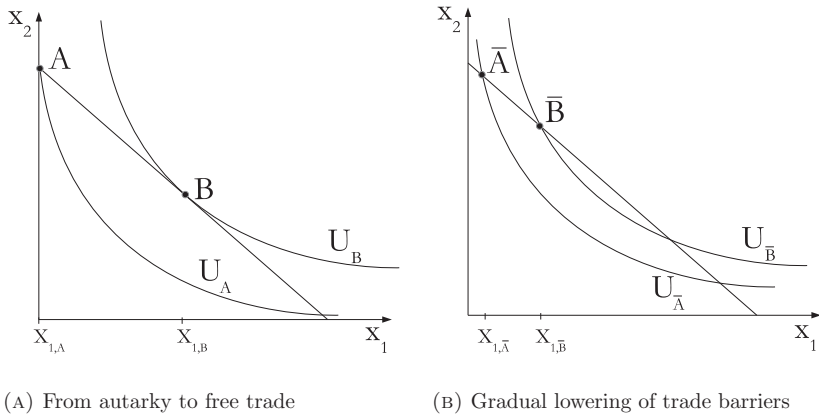 X2
A
B
UB
UA
X1,A
X1,B
X1
(A) From autarky to free trade
X2
A̅
B̅
UB̅
UA̅
X1,A̅
X1,B̅
X1
(B) Gradual lowering of trade barriers